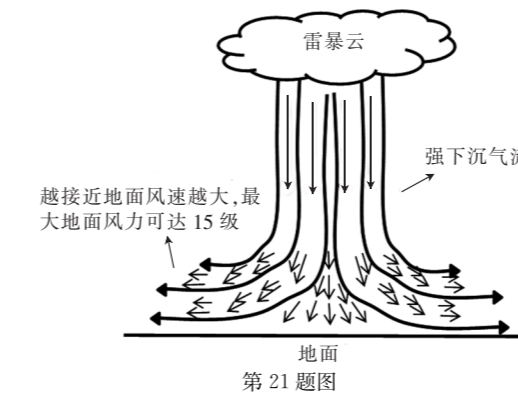 雷暴云
强下沉气
越接近地面风速越大,最
大地面风力可达 15 级
地面
第 21 题图